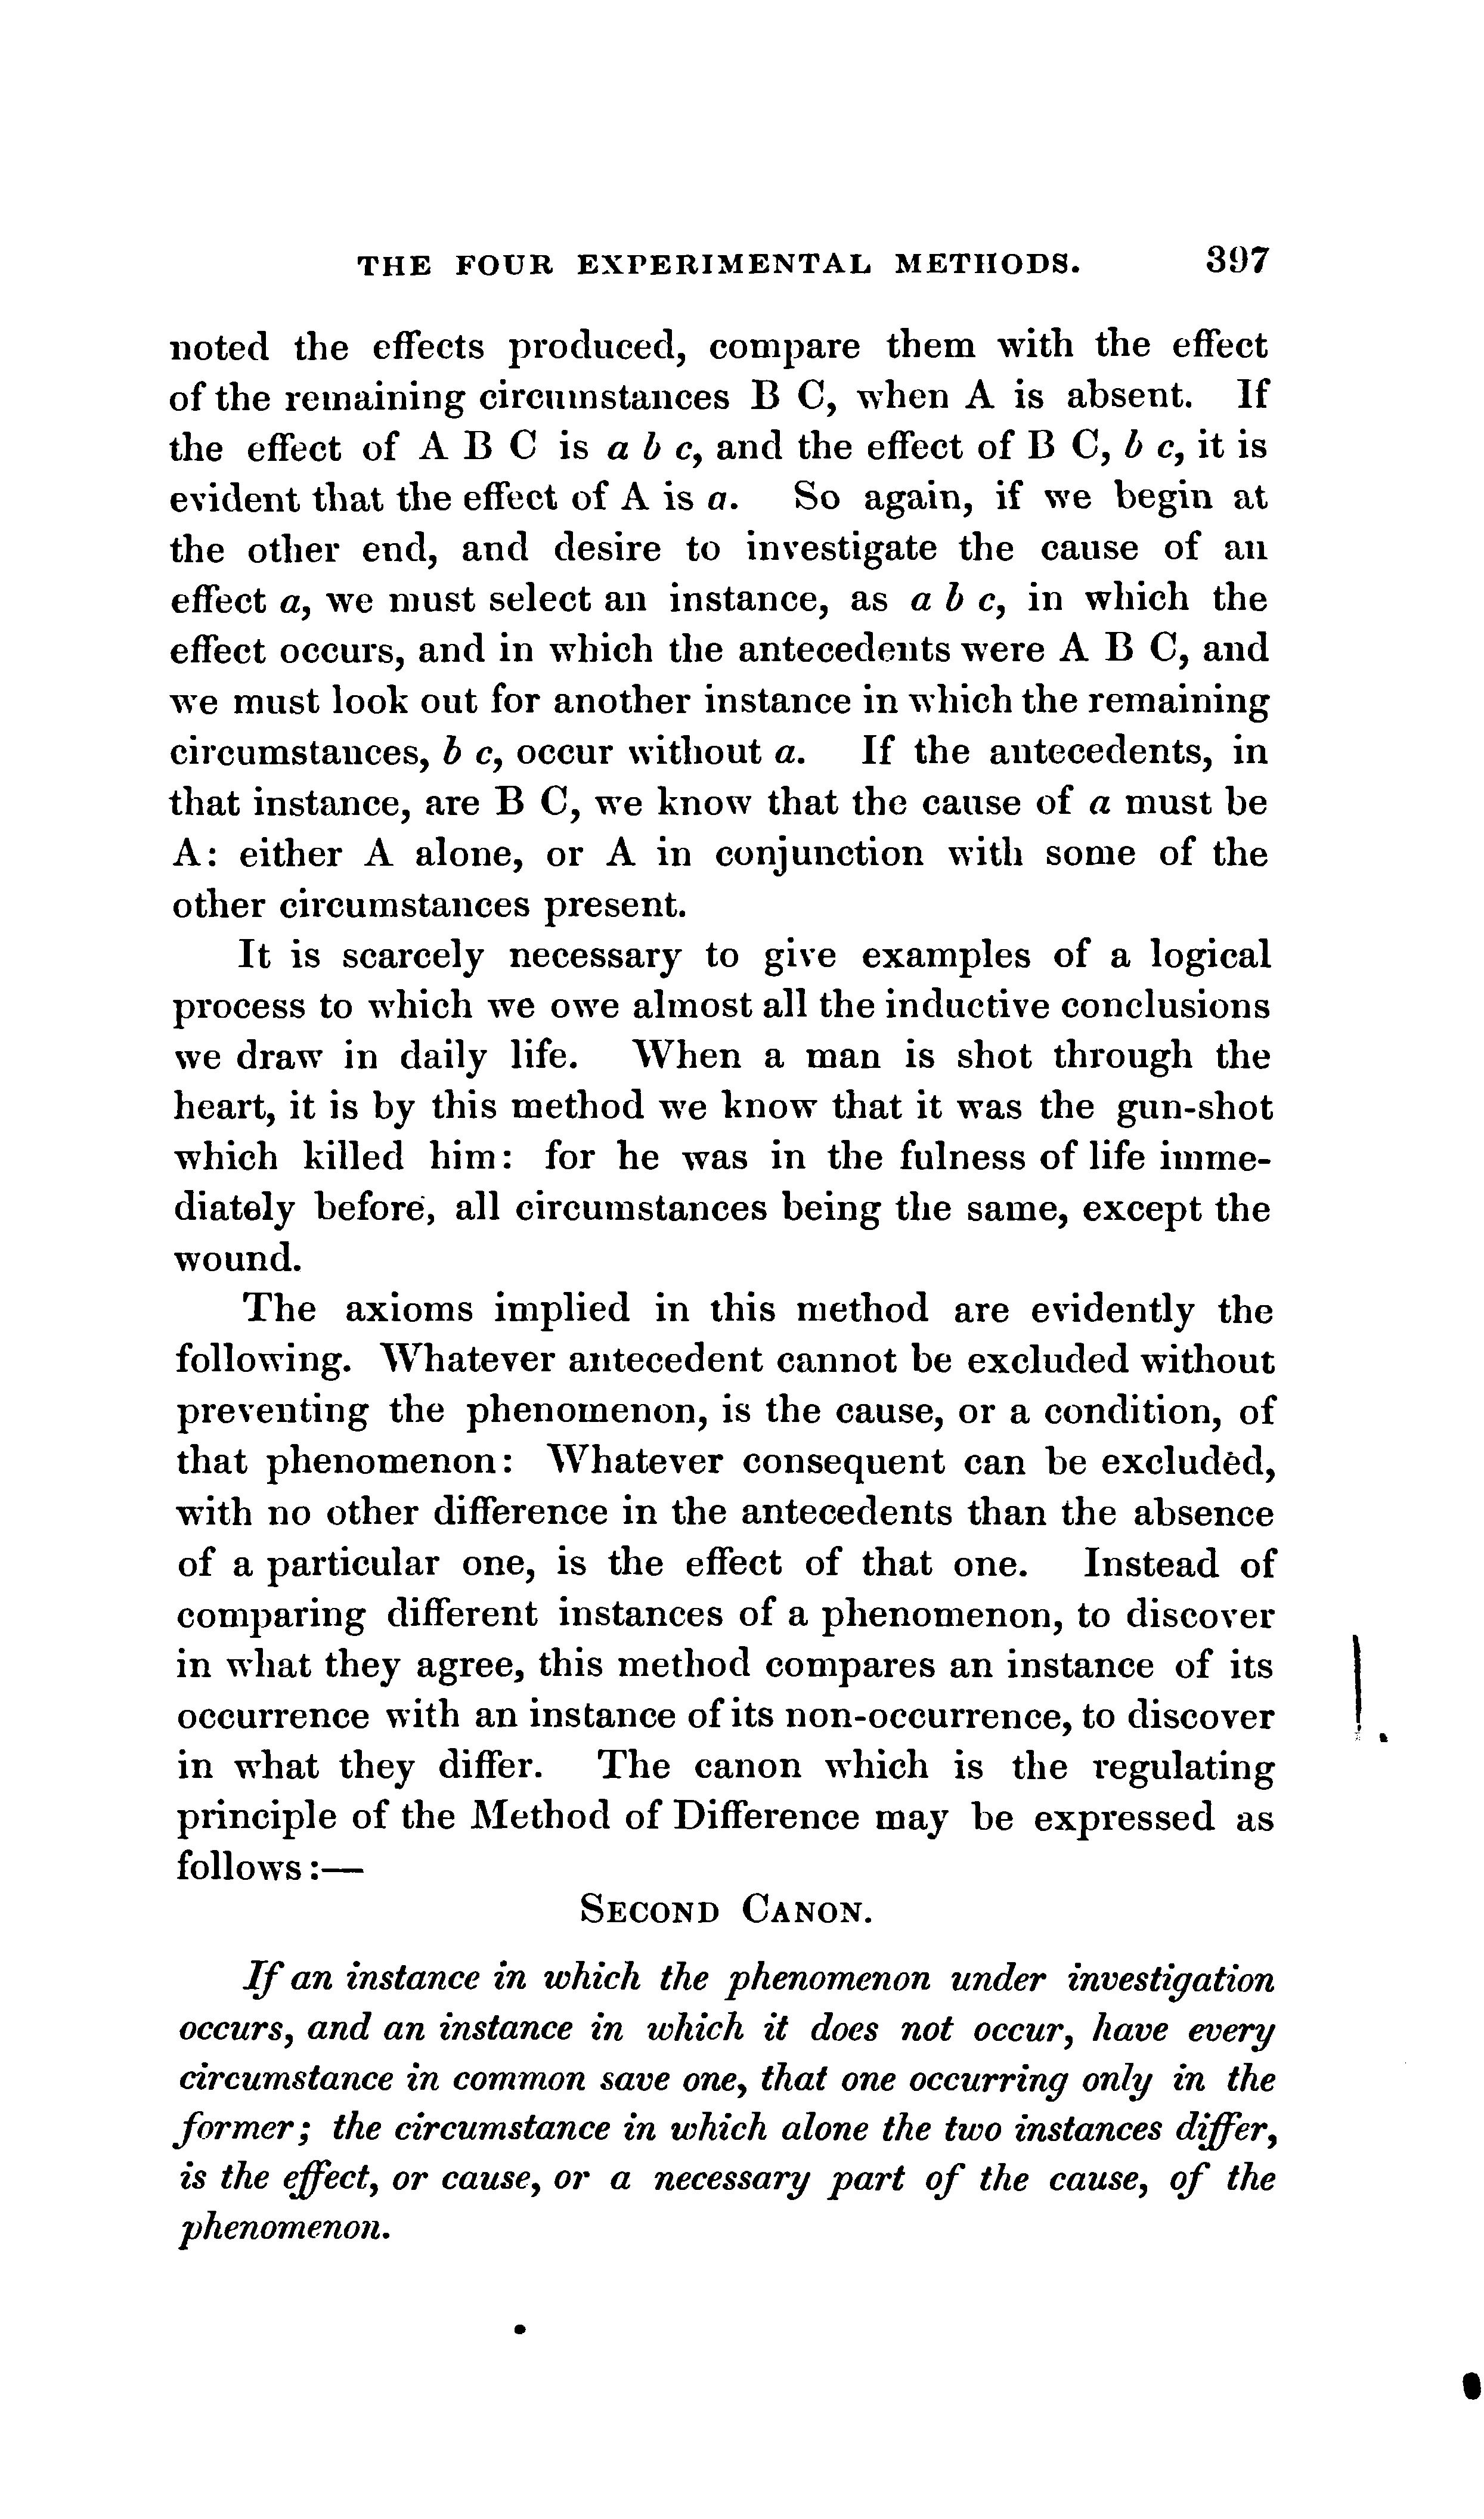 THE FOUR EXPERIMENTAL METHODS. 397
noted the effects produced, compare them with the effect
of the remaining circumstances B C, when A is absent. If
the effect of A B C is a b c, and the effect of B C, b c, it is
evident that the effect of A is a. So again, if we begin at
the other end, and desire to investigate the cause of an
effect a, we must select an instance, as a b c, in which the
effect occurs, and in which the antecedents were A B C, and
we must look out for another instance in which the remaining
circumstances, b c, occur without a. If the antecedents, in
that instance, are B C, we know that the cause of a must be
A: either A alone, or A in conjunction with some of the
other circumstances present.
It is scarcely necessary to give examples of a logical
process to which we owe almost all the inductive conclusions
we draw in daily life. When a man is shot through the
heart, it is by this method we know that it was the gun-shot
which killed him: for he was in the fulness of life imme-
diately before, all circumstances being the same, except the
wound.
The axioms implied in this method are evidently the
following. Whatever antecedent cannot be excluded without
preventing the phenomenon, is the cause, or a condition, of
that phenomenon: Whatever consequent can be excluded,
with no other difference in the antecedents than the absence
of a particular one, is the effect of that one. Instead of
comparing different instances of a phenomenon, to discover
in what they agree, this method compares an instance of its
occurrence with an instance of its non-occurrence, to discover
in what they differ. The canon which is the regulating
principle of the Method of Difference may be expressed as
follows:—
SECOND CANON.
If an instance in which the phenomenon under investigation
occurs, and an instance in which it does not occur, have every
circumstance in common save one, that one occurring only in the
former; the circumstance in which alone the two instances differ,
is the effect, or cause, or a necessary part of the cause, of the
phenomenon.